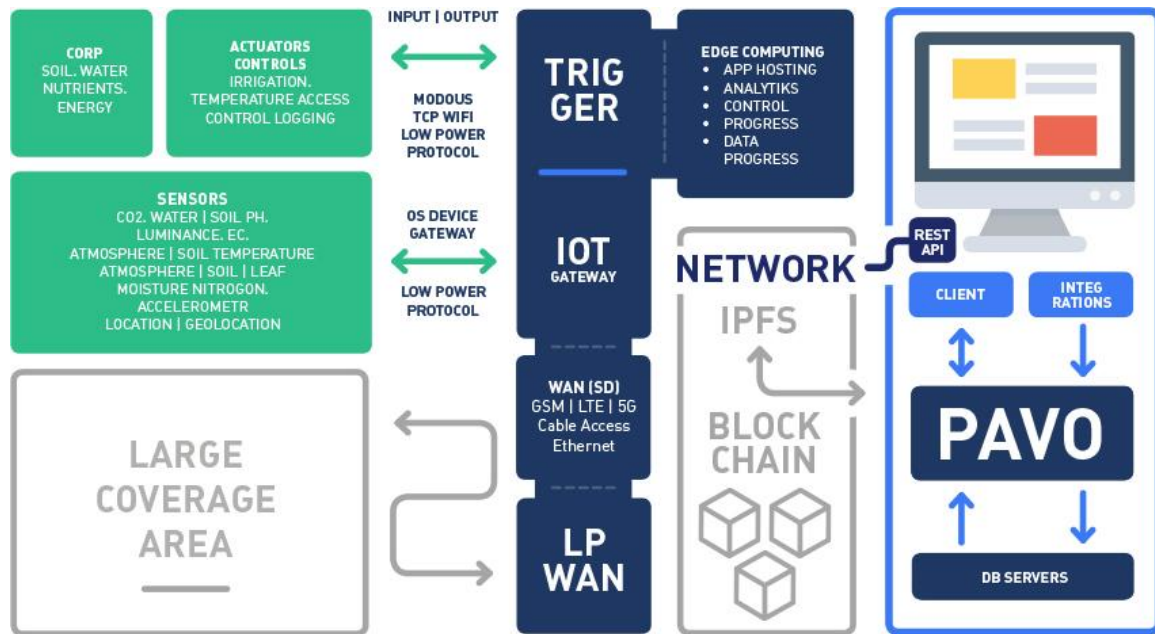 CORP
SOIL. WATER
NUTRIENTS.
ENERGY
ACTUATORS
CONTROLS
IRRIGATION.
TEMPERATURE ACCESS
CONTROL LOGGING
INPUT | OUTPUT
MODOUS
TCP WIFI
LOW POWER
PROTOCOL
TRIG
GER
EDGE COMPUTING
• APP HOSTING
• ANALYTIKS
• CONTROL
• PROGRESS
• DATA
PROGRESS
SENSORS
CO2. WATER | SOIL PH.
LUMINANCE. EC.
ATMOSPHERE | SOIL TEMPERATURE
ATMOSPHERE | SOIL | LEAF
MOISTURE NITROGON.
ACCELEROMETR
LOCATION | GEOLOCATION
OS DEVICE
GATEWAY
LOW POWER
PROTOCOL
IOT
GATEWAY
NETWORK
REST
API
IPFS
BLOCK
CHAIN
CLIENT
INTEG
RATIONS
PAVO
DB SERVERS
WAN (SD)
GSM | LTE | 5G
Cable Access
Ethernet
LP
WAN
LARGE
COVERAGE
AREA